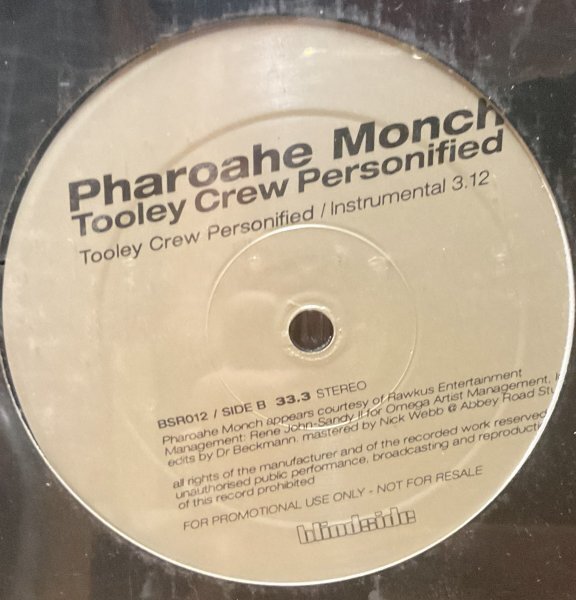 Pharoahe Monch
Tooley Crew Personified
Tooley Crew Personified / Instrumental 3.12
BSR012 / SIDE B 33.3 STEREO
Pharoahe Monch appears courtesy of Rawkus Entertainment
Management: Rene John-Sandy II for Omega Artist Management,
edits by Dr Beckmann. mastered by Nick Webb @ Abbey Road
all rights of the manufacturer and of the recorded work reserved
unauthorised public performance, broadcasting and
of this record prohibited
FOR PROMOTIONAL USE ONLY - NOT FOR RESALE
blindside